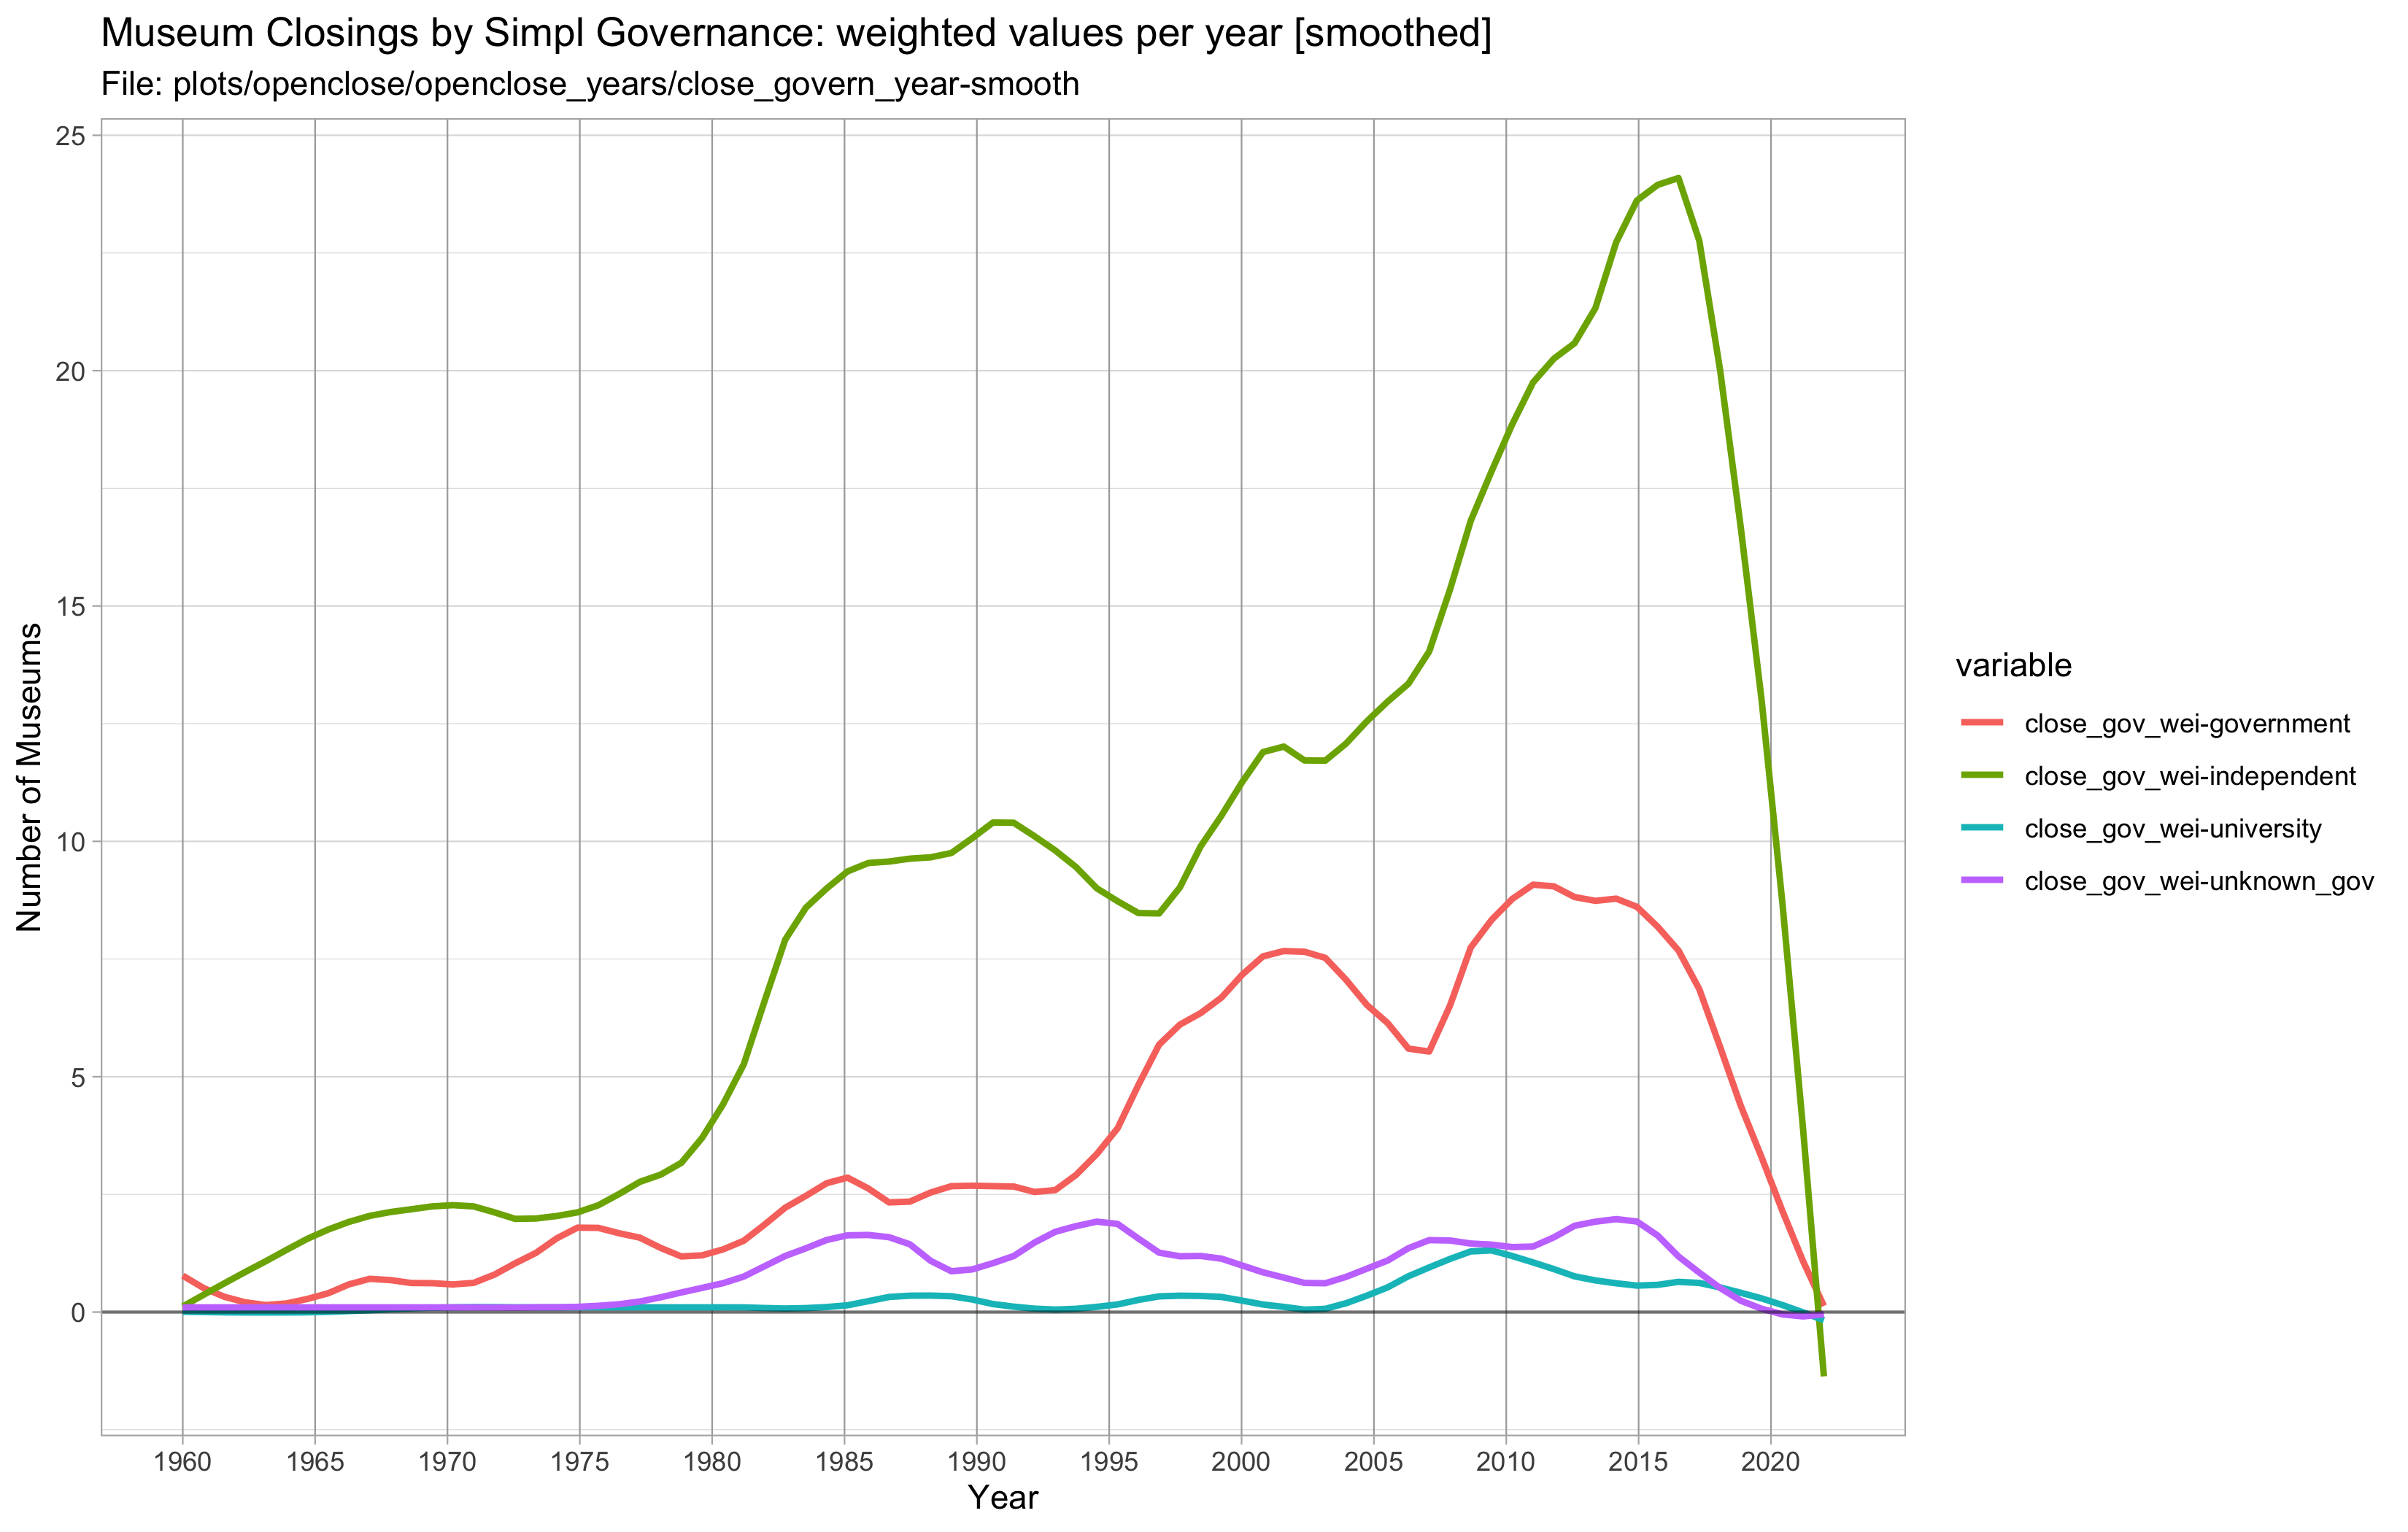 Museum Closings by Simpl Governance: weighted values per year [smoothed]
File: plots/openclose/openclose_years/close_govern_year-smooth
25
20
15
10
5
0
Number of Museums
1960 1965 1970 1975 1980 1985 1990 1995 2000 2005 2010 2015 2020
Year
variable
close_gov_wei-government
close_gov_wei-independent
close_gov_wei-university
close_gov_wei-unknown_gov